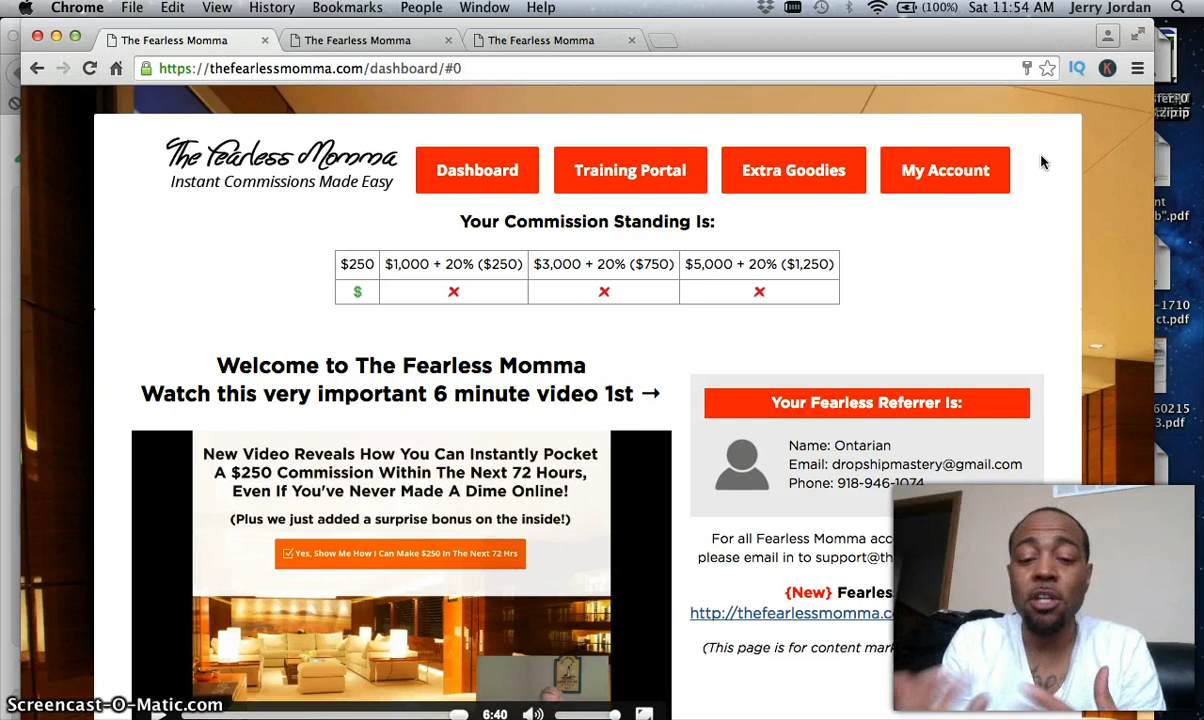 Chrome File Edit View History Bookmarks People Window Help (100%) Sat 11:54 AM Jerry Jordan
The Fearless Momma The Fearless Momma The Fearless Momma
https://thefearlessmomma.com/dashboard/#0
The Fearless Momma
Instant Commissions Made Easy
Dashboard Training Portal Extra Goodies My Account
Your Commission Standing Is:
$250 $1,000 + 20% ($250) $3,000 + 20% ($750) $5,000 + 20% ($1,250)
$
Welcome to The Fearless Momma
Watch this very important 6 minute video 1st →
New Video Reveals How You Can Instantly Pocket
A $250 Commission Within The Next 72 Hours,
Even If You've Never Made A Dime Online!
(Plus we just added a surprise bonus on the inside!)
Yes, Show Me How I Can Make $250 In The Next 72 Hrs
6:40
Your Fearless Referrer Is:
Name: Ontarian
Email: dropshipmastery@gmail.com
Phone: 918-946-1074
For all Fearless Momma acc
please email in to support@th
{New} Fearles
http://thefearlessmomma.c
(This page is for content mar
-1710
ct.pdf
60215
3.pdf
Screencast-O-Matic.com